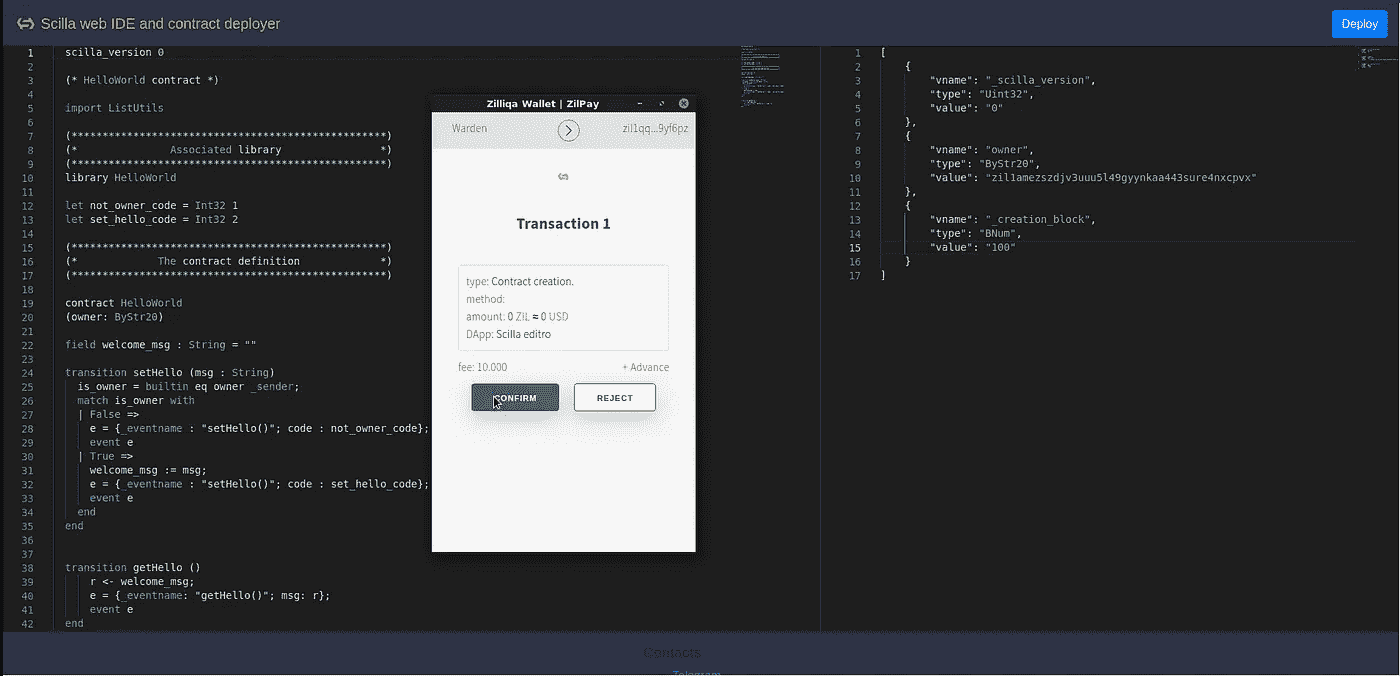 Scilla web IDE and contract deployer
Deploy
1 scilla_version 0
2
3 (* HelloWorld contract *)
4
5 import ListUtils
6
7 (***************************************************)
8 (* Associated library *)
9 (***************************************************)
10 library HelloWorld
11
12 let not_owner_code = Int32 1
13 let set_hello_code = Int32 2
14
15 (***************************************************)
16 (* The contract definition *)
17 (***************************************************)
18
19 contract HelloWorld
20 (owner: ByStr20)
21
22 field welcome_msg : String = ""
23
24 transition setHello (msg : String)
25 is_owner = builtin eq owner _sender;
26 match is_owner with
27 | False =>
28 e = {_eventname : "setHello()"; code : not_owner_code};
29 event e
30 | True =>
31 welcome_msg := msg;
32 e = {_eventname : "setHello()"; code : set_hello_code};
33 event e
34 end
35 end
36
37
38 transition getHello ()
39 r <- welcome_msg;
40 e = {_eventname: "getHello()"; msg: r};
41 event e
42 end
Zilliqa Wallet | ZilPay
Warden
zil1qq...9yf6pz
Transaction 1
type: Contract creation.
method:
amount: 0 ZIL ≈ 0 USD
DApp: Scilla editro
fee: 10.000
+ Advance
CONFIRM
REJECT
1 [
2 {
3 "vname": "_scilla_version",
4 "type": "Uint32",
5 "value": "0"
6 },
7 {
8 "vname": "owner",
9 "type": "ByStr20",
10 "value": "zil1amezszdjv3uuu5l49gyynkaa443sure4nxcpvx"
11 },
12 {
13 "vname": "_creation_block",
14 "type": "BNum",
15 "value": "100"
16 }
17 ]
Contacts
Telegram